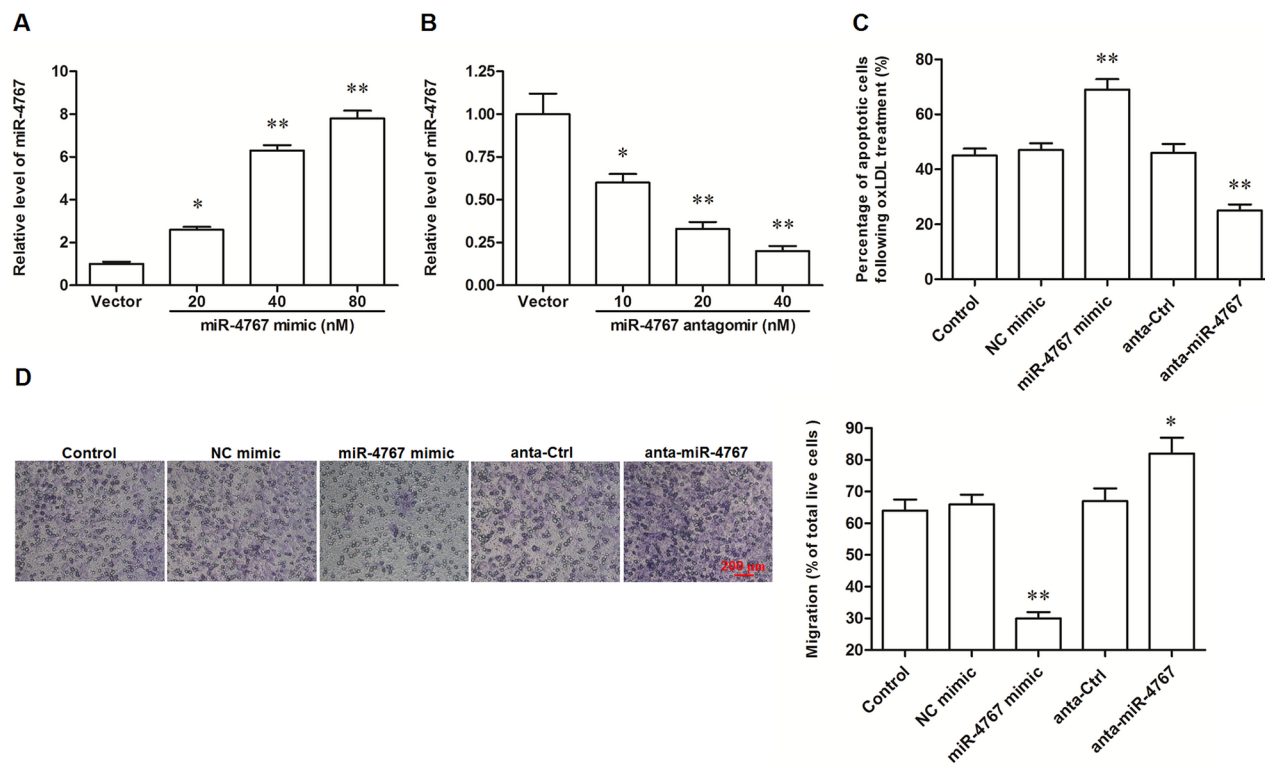 A
Relative level of miR-4767
10
8
6
4
2
0
*
**
**
Vector
20
40
80
miR-4767 mimic (nM)
B
Relative level of miR-4767
1.25
1.00
0.75
0.50
0.25
0.00
*
**
**
Vector
10
20
40
miR-4767 antagomir (nM)
C
Percentage of apoptotic cells
following oxLDL treatment (%)
80
60
40
20
0
**
**
Control
NC mimic
miR-4767 mimic
anta-Ctrl
anta-miR-4767
D
Control
NC mimic
miR-4767 mimic
anta-Ctrl
anta-miR-4767
200 µm
Migration (% of total live cells )
90
80
70
60
50
40
30
20
**
*
Control
NC mimic
miR-4767 mimic
anta-Ctrl
anta-miR-4767